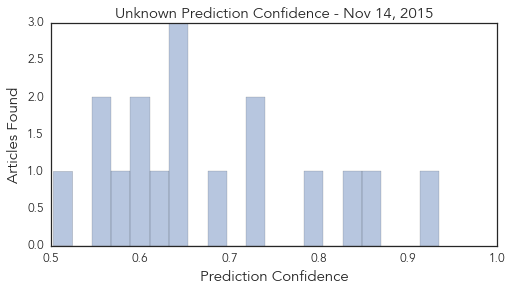 Unknown Prediction Confidence - Nov 14, 2015
3.0
2.5
2.0
1.5
1.0
0.5
0.0
Articles Found
0.5 0.6 0.7 0.8 0.9 1.0
Prediction Confidence